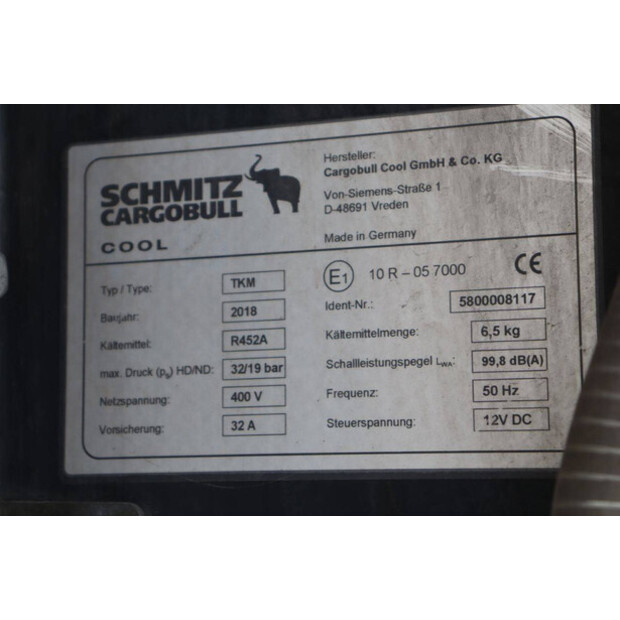 SCHMITZ
CARGOBULL
COOL
Hersteller:
Cargobull Cool GmbH & Co. KG
Von-Siemens-Straße 1
D-48691 Vreden
Made in Germany
E1 10 R – 05 7000 CE
Typ / Type: TKM
Ident-Nr.: 5800008117
Baujahr: 2018
Kältemittelmenge: 6,5 kg
Kältemittel: R452A
Schallleistungspegel LWA: 99,8 dB(A)
max. Druck (ps) HD/ND: 32/19 bar
Frequenz: 50 Hz
Netzspannung: 400 V
Steuerspannung: 12V DC
Vorsicherung: 32 A